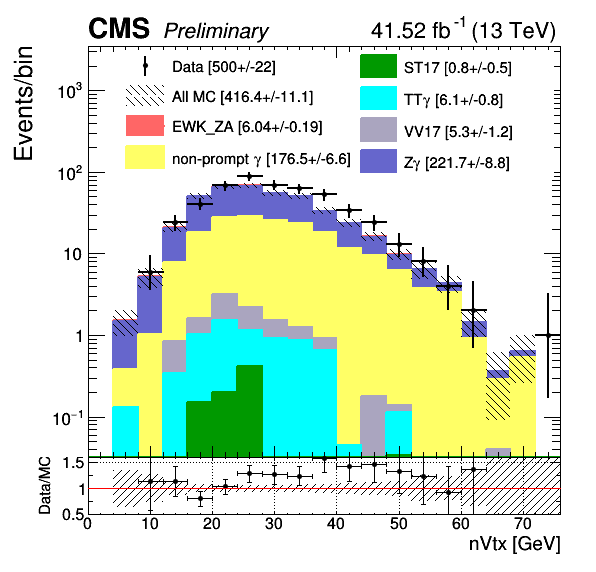 CMS Preliminary 41.52 fb⁻¹ (13 TeV)
Events/bin
Data [500+/-22]
All MC [416.4+/-11.1]
EWK_ZA [6.04+/-0.19]
non-prompt γ [176.5+/-6.6]
ST17 [0.8+/-0.5]
TTγ [6.1+/-0.8]
VV17 [5.3+/-1.2]
Zγ [221.7+/-8.8]
10³
10²
10
1
10⁻¹
Data/MC
1.5
1
0.5
0 10 20 30 40 50 60 70
nVtx [GeV]